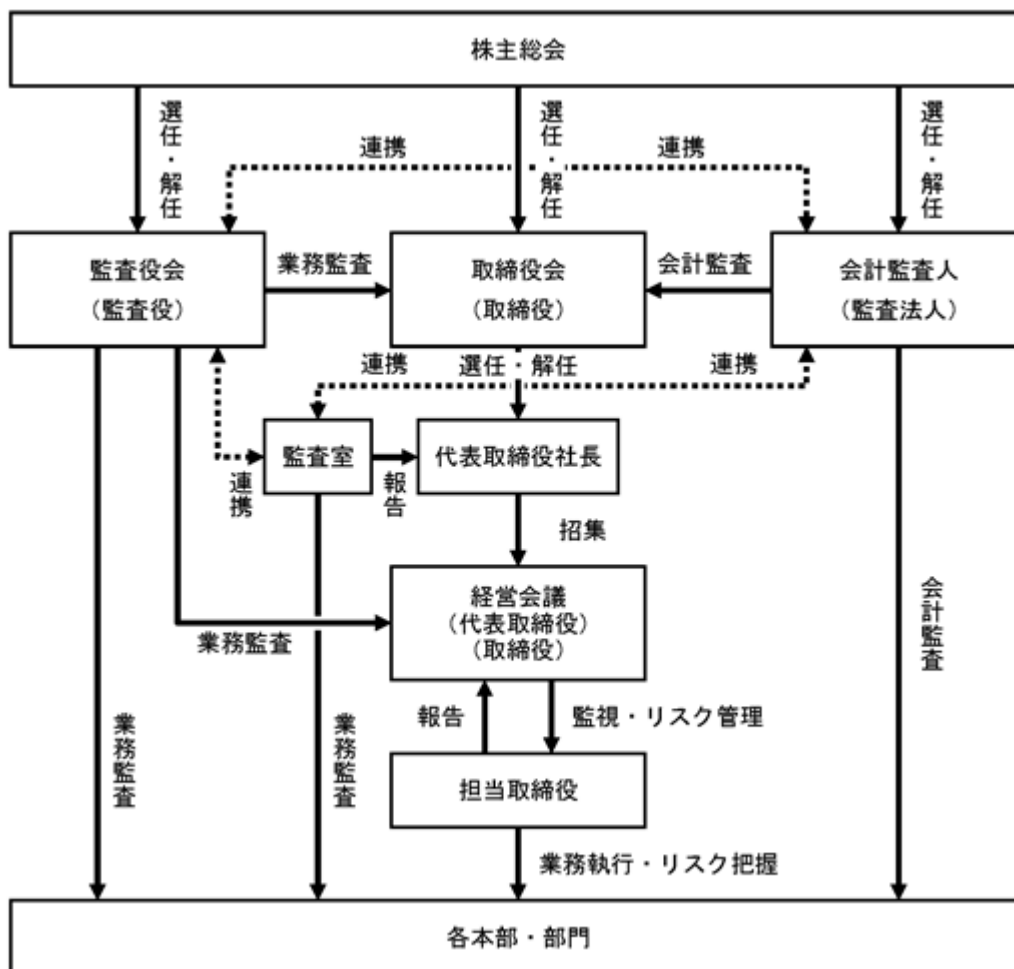 株主総会
選任・解任
選任・解任
選任・解任
連携
連携
監査役会
(監査役)
業務監査
取締役会
(取締役)
会計監査
会計監査人
(監査法人)
連携
選任・解任
連携
監査室
報告
代表取締役社長
連携
招集
経営会議
(代表取締役)
(取締役)
業務監査
会計監査
報告
監視・リスク管理
業務監査
業務監査
担当取締役
業務執行・リスク把握
各本部・部門